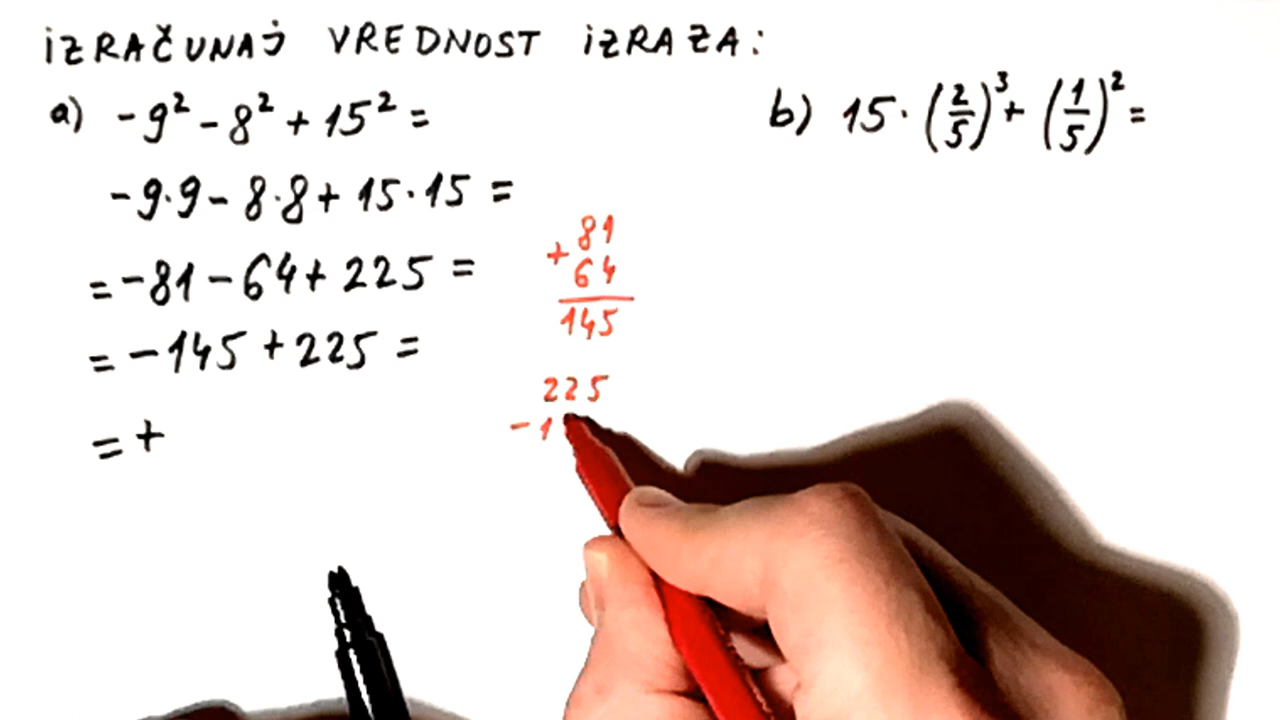 IZRAČUNAJ VREDNOST IZRAZA:
a) -9² - 8² + 15² =
-9·9 - 8·8 + 15·15 =
= -81 - 64 + 225 =
= -145 + 225 =
= +
81
+ 64
145
225
- 1
b) 15 · (2/5)³ + (1/5)² =